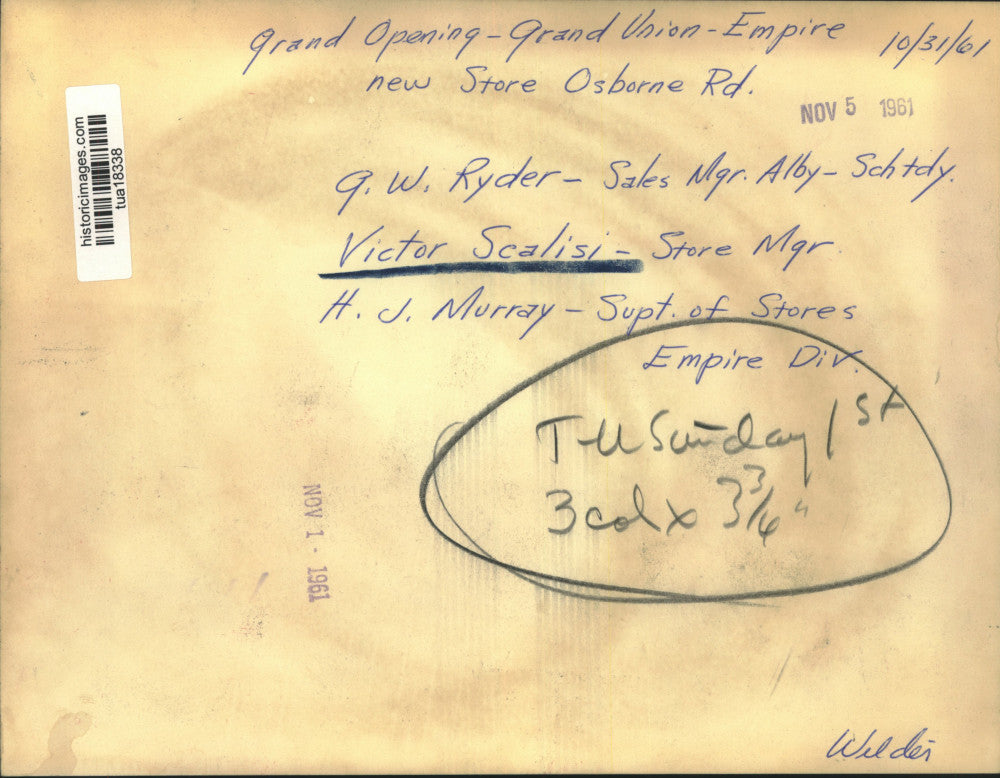 Grand Opening - Grand Union - Empire 10/31/61
new Store Osborne Rd.
NOV 5 1961
historicimages.com
tua18338
G. W. Ryder - Sales Mgr. Alby - Schtdy.
Victor Scalisi - Store Mgr.
H. J. Murray - Supt. of Stores
Empire Div.
T-U Sunday 1st
3 col x 3 3/16"
NOV 1 - 1961